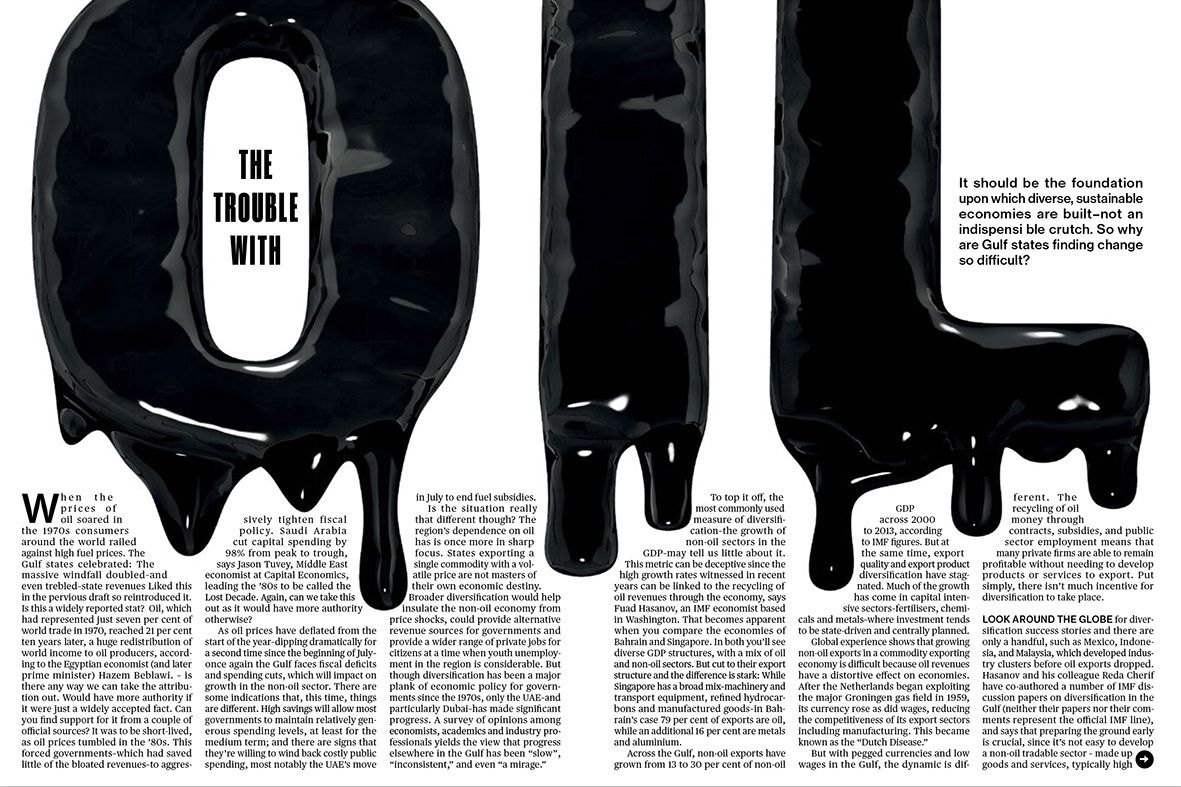 THE
TROUBLE
WITH
OIL
It should be the foundation
upon which diverse, sustainable
economies are built–not an
indispensi ble crutch. So why
are Gulf states finding change
so difficult?
When the
prices of
oil soared in
the 1970s consumers
around the world railed
against high fuel prices. The
Gulf states celebrated: The
massive windfall doubled-and
even trebled-state revenues Liked this
in the pervious draft so reintroduced it.
Is this a widely reported stat? Oil, which
had represented just seven per cent of
world trade in 1970, reached 21 per cent
ten years later, a huge redistribution of
world income to oil producers, accord-
ing to the Egyptian economist (and later
prime minister) Hazem Beblawi. - is
there any way we can take the attribu-
tion out. Would have more authority if
it were just a widely accepted fact. Can
you find support for it from a couple of
official sources? It was to be short-lived,
as oil prices tumbled in the '80s. This
forced governments-which had saved
little of the bloated revenues-to aggres-
sively tighten fiscal
policy. Saudi Arabia
cut capital spending by
98% from peak to trough,
says Jason Tuvey, Middle East
economist at Capital Economics,
leading the '80s to be called the
Lost Decade. Again, can we take this
out as it would have more authority
otherwise?
As oil prices have deflated from the
start of the year-dipping dramatically for
a second time since the beginning of July-
once again the Gulf faces fiscal deficits
and spending cuts, which will impact on
growth in the non-oil sector. There are
some indications that, this time, things
are different. High savings will allow most
governments to maintain relatively gen-
erous spending levels, at least for the
medium term; and there are signs that
they're willing to wind back costly public
spending, most notably the UAE's move
in July to end fuel subsidies.
Is the situation really
that different though? The
region's dependence on oil
has is once more in sharp
focus. States exporting a
single commodity with a vol-
atile price are not masters of
their own economic destiny.
Broader diversification would help
insulate the non-oil economy from
price shocks, could provide alternative
revenue sources for governments and
provide a wider range of private jobs for
citizens at a time when youth unemploy-
ment in the region is considerable. But
though diversification has been a major
plank of economic policy for govern-
ments since the 1970s, only the UAE-and
particularly Dubai-has made significant
progress. A survey of opinions among
economists, academics and industry pro-
fessionals yields the view that progress
elsewhere in the Gulf has been "slow",
"inconsistent," and even "a mirage."
To top it off, the
most commonly used
measure of diversifi-
cation-the growth of
non-oil sectors in the
GDP-may tell us little about it.
This metric can be deceptive since the
high growth rates witnessed in recent
years can be linked to the recycling of
oil revenues through the economy, says
Fuad Hasanov, an IMF economist based
in Washington. That becomes apparent
when you compare the economies of
Bahrain and Singapore. In both you'll see
diverse GDP structures, with a mix of oil
and non-oil sectors. But cut to their export
structure and the difference is stark: While
Singapore has a broad mix-machinery and
transport equipment, refined hydrocar-
bons and manufactured goods-in Bah-
rain's case 79 per cent of exports are oil,
while an additional 16 per cent are metals
and aluminium.
Across the Gulf, non-oil exports have
grown from 13 to 30 per cent of non-oil
GDP
across 2000
to 2013, according
to IMF figures. But at
the same time, export
quality and export product
diversification have stag-
nated. Much of the growth
has come in capital inten-
sive sectors-fertilisers, chemi-
cals and metals-where investment tends
to be state-driven and centrally planned.
Global experience shows that growing
non-oil exports in a commodity exporting
economy is difficult because oil revenues
have a distortive effect on economies.
After the Netherlands began exploiting
the major Groningen gas field in 1959,
its currency rose as did wages, reducing
the competitiveness of its export sectors
including manufacturing. This became
known as the "Dutch Disease."
But with pegged currencies and low
wages in the Gulf, the dynamic is dif-
ferent. The
recycling of oil
money through
contracts, subsidies, and public
sector employment means that
many private firms are able to remain
profitable without needing to develop
products or services to export. Put
simply, there isn't much incentive for
diversification to take place.
LOOK AROUND THE GLOBE for diver-
sification success stories and there are
only a handful, such as Mexico, Indone-
sia, and Malaysia, which developed indus-
try clusters before oil exports dropped.
Hasanov and his colleague Reda Cherif
have co-authored a number of IMF dis-
cussion papers on diversification in the
Gulf (neither their papers nor their com-
ments represent the official IMF line),
and says that preparing the ground early
is crucial, since it's not easy to develop
a non-oil tradable sector - made up
goods and services, typically high